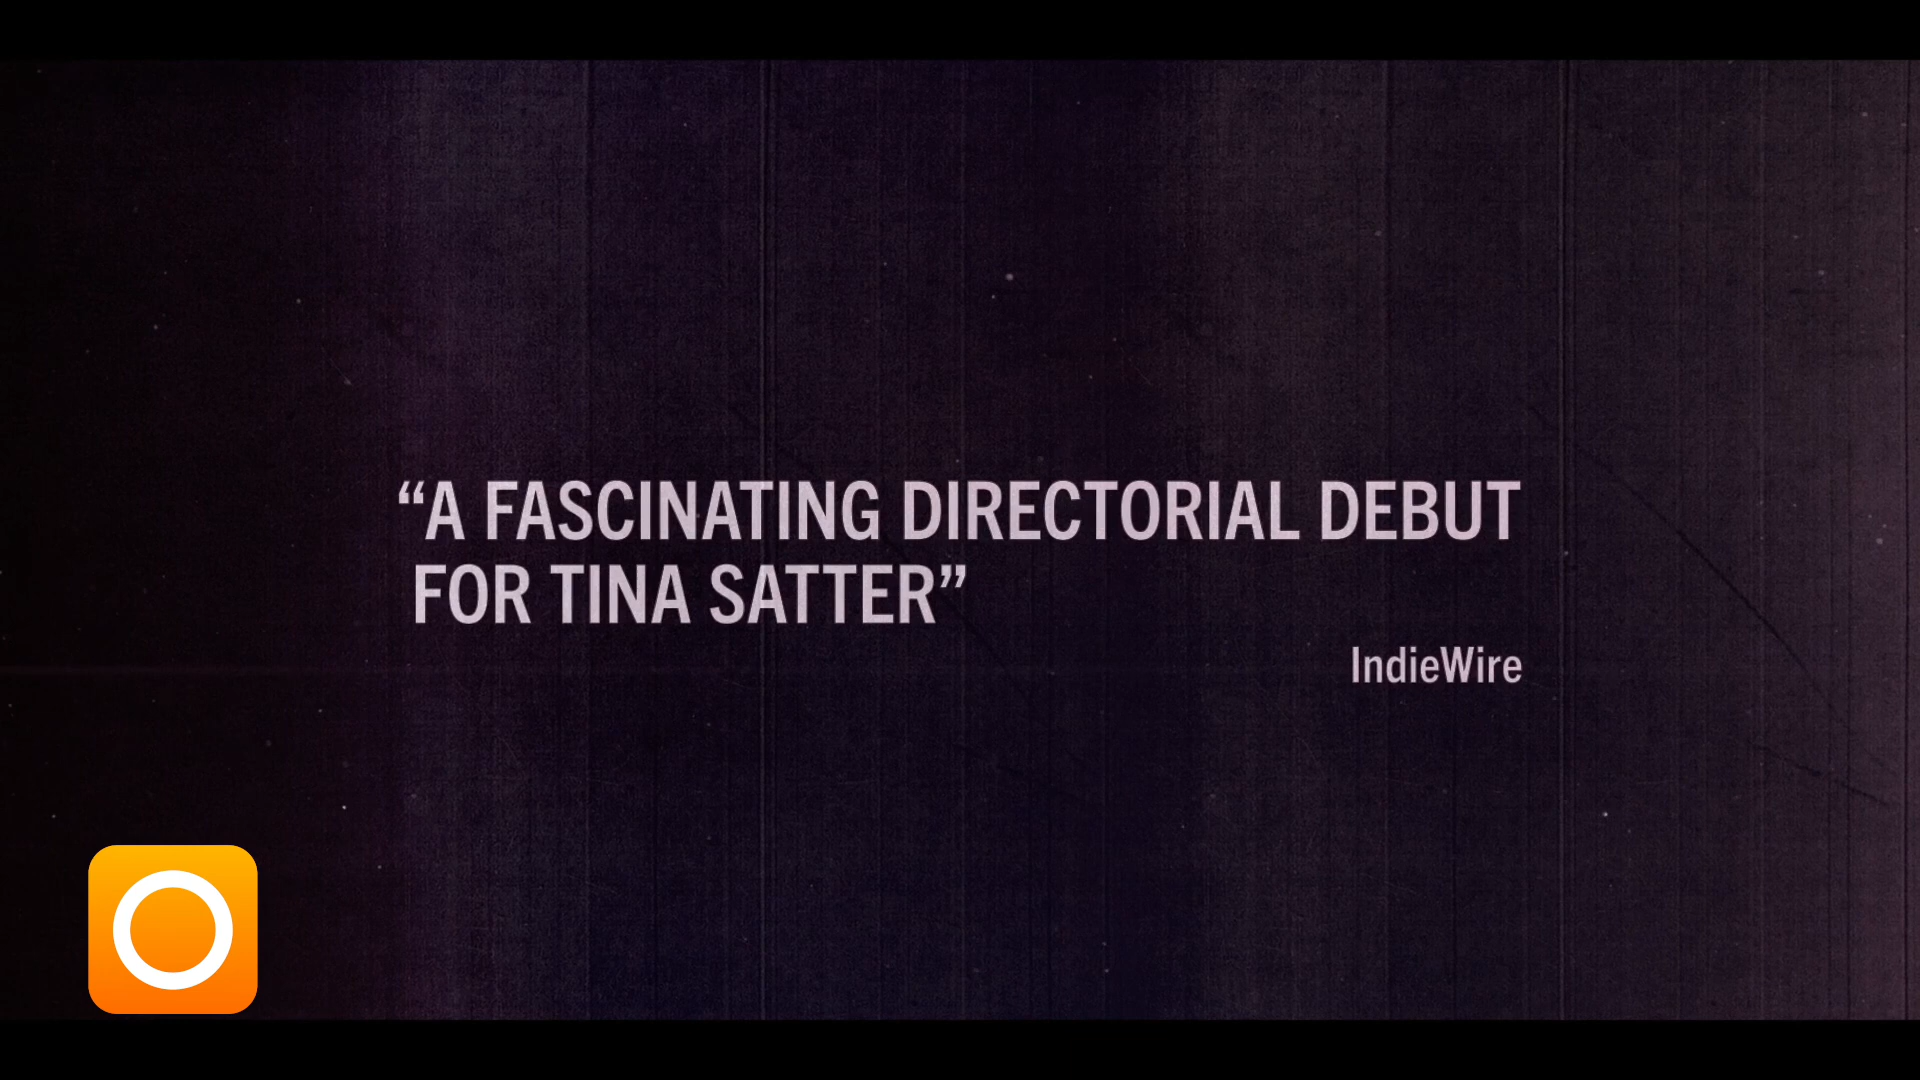 “A FASCINATING DIRECTORIAL DEBUT
FOR TINA SATTER”
IndieWire